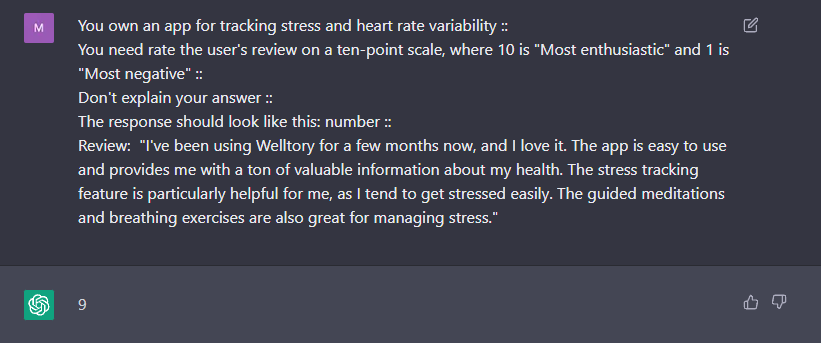 M
You own an app for tracking stress and heart rate variability ::
You need rate the user's review on a ten-point scale, where 10 is "Most enthusiastic" and 1 is
"Most negative" ::
Don't explain your answer ::
The response should look like this: number ::
Review:  "I've been using Welltory for a few months now, and I love it. The app is easy to use
and provides me with a ton of valuable information about my health. The stress tracking
feature is particularly helpful for me, as I tend to get stressed easily. The guided meditations
and breathing exercises are also great for managing stress."
9